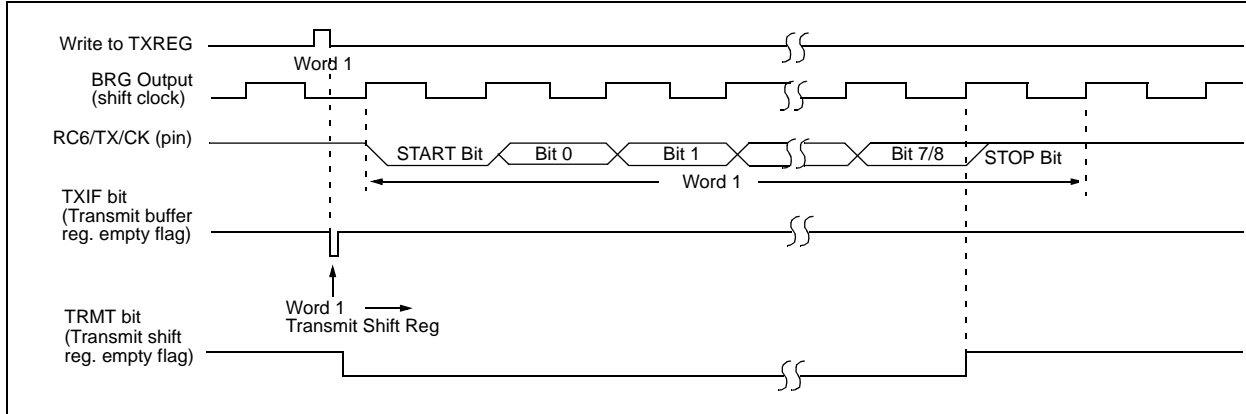 Write to TXREG
Word 1
BRG Output
(shift clock)
RC6/TX/CK (pin)
START Bit
Bit 0
Bit 1
Bit 7/8
STOP Bit
Word 1
TXIF bit
(Transmit buffer
reg. empty flag)
Word 1
Transmit Shift Reg
TRMT bit
(Transmit shift
reg. empty flag)